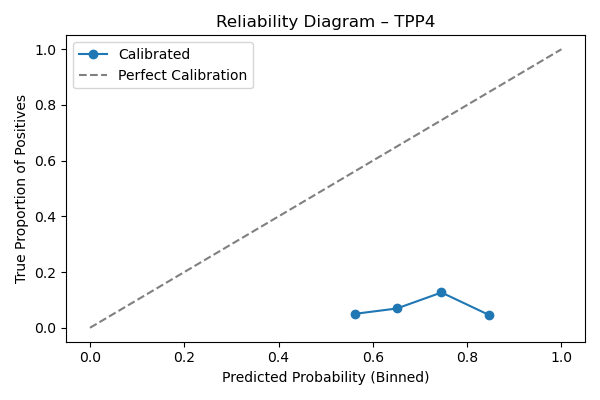 Reliability Diagram – TPP4
Calibrated
Perfect Calibration
True Proportion of Positives
1.0
0.8
0.6
0.4
0.2
0.0
0.0 0.2 0.4 0.6 0.8 1.0
Predicted Probability (Binned)